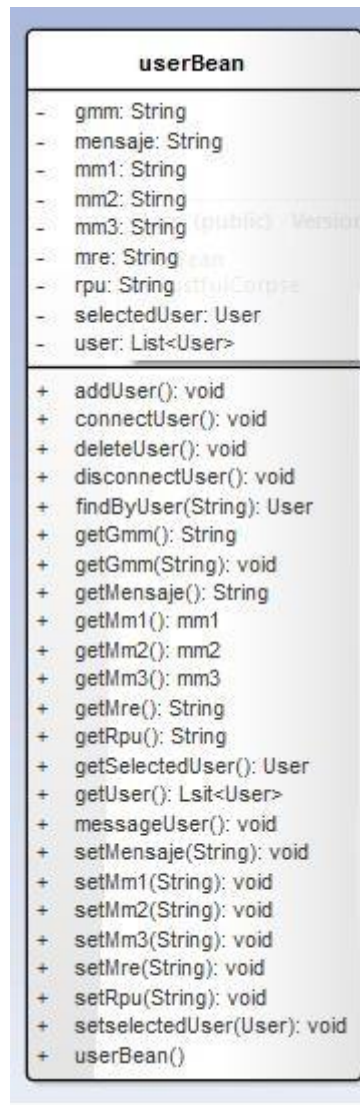 userBean
- gmm: String
- mensaje: String
- mm1: String
- mm2: Stirng
- mm3: String
- mre: String
- rpu: String
- selectedUser: User
- user: List<User>
+ addUser(): void
+ connectUser(): void
+ deleteUser(): void
+ disconnectUser(): void
+ findByUser(String): User
+ getGmm(): String
+ getGmm(String): void
+ getMensaje(): String
+ getMm1(): mm1
+ getMm2(): mm2
+ getMm3(): mm3
+ getMre(): String
+ getRpu(): String
+ getSelectedUser(): User
+ getUser(): Lsit<User>
+ messageUser(): void
+ setMensaje(String): void
+ setMm1(String): void
+ setMm2(String): void
+ setMm3(String): void
+ setMre(String): void
+ setRpu(String): void
+ setselectedUser(User): void
+ userBean()